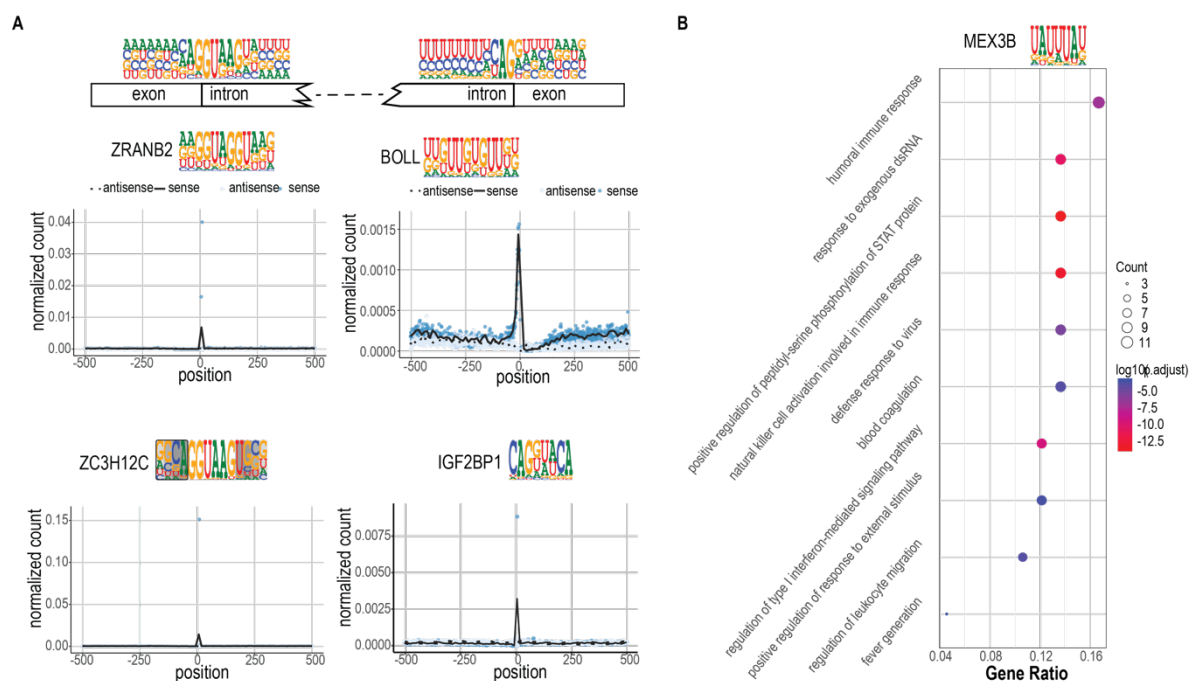 A
B
MEX3B
UAUUUAU
exon
intron
intron
exon
ZRANB2
BOLL
antisense
sense
antisense
sense
antisense
sense
antisense
sense
normalized count
0.04
0.03
0.02
0.01
0.00
-500
-250
0
250
500
position
normalized count
0.0015
0.0010
0.0005
0.0000
-500
-250
0
250
500
position
ZC3H12C
IGF2BP1
normalized count
0.15
0.10
0.05
0.00
-500
-250
0
250
500
position
normalized count
0.0075
0.0050
0.0025
0.0000
-500
-250
0
250
500
position
humoral immune response
response to exogenous dsRNA
positive regulation of peptidyl-serine phosphorylation of STAT protein
natural killer cell activation involved in immune response
defense response to virus
blood coagulation
regulation of type I interferon-mediated signaling pathway
positive regulation of response to external stimulus
regulation of leukocyte migration
fever generation
0.04
0.08
0.12
0.16
Gene Ratio
Count
3
5
7
9
11
log10(p.adjust)
-5.0
-7.5
-10.0
-12.5